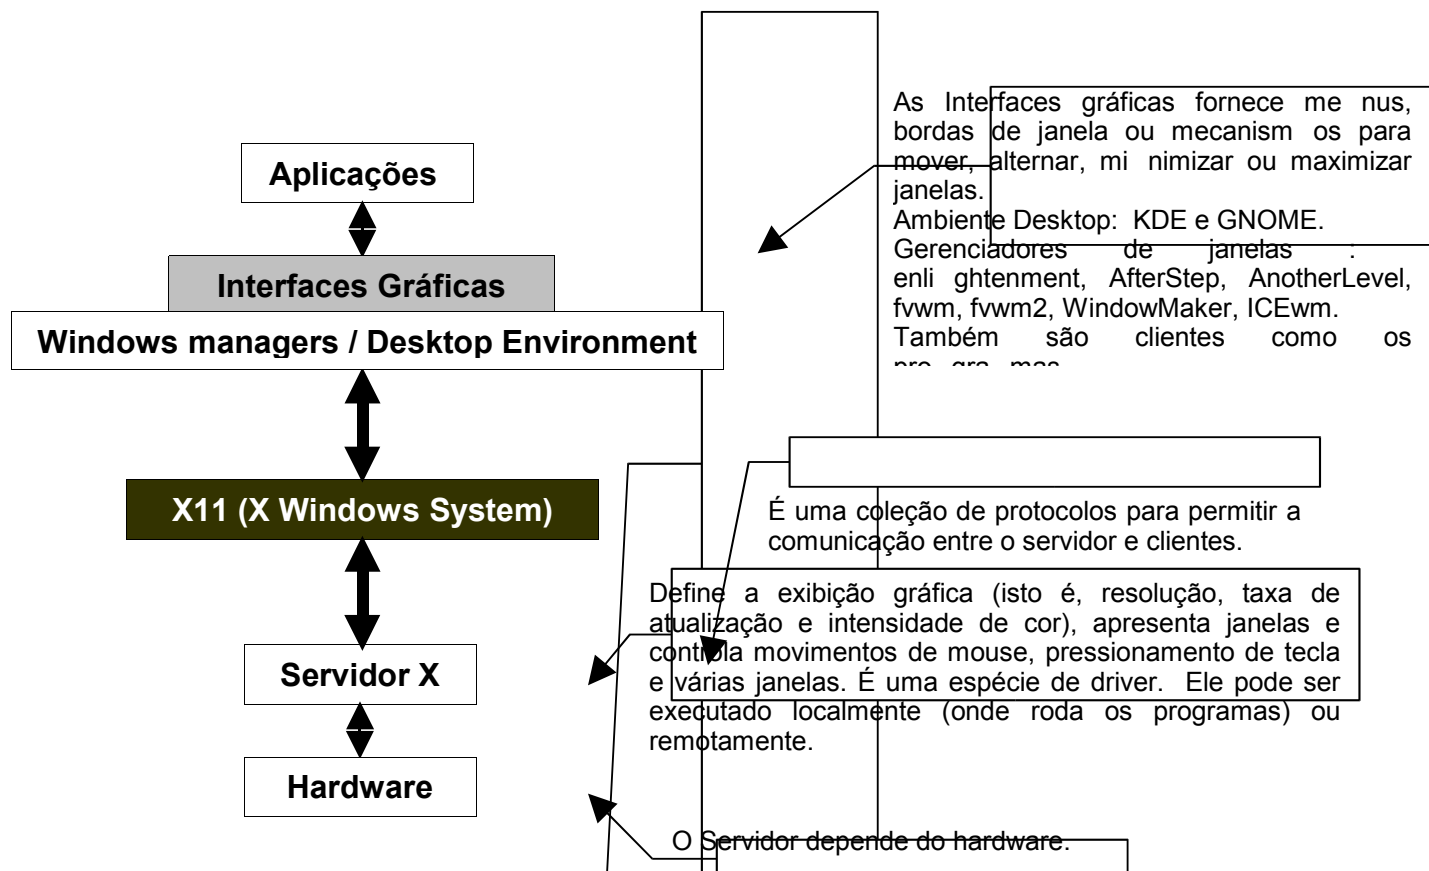 Aplicações
Interfaces Gráficas
Windows managers / Desktop Environment
X11 (X Windows System)
Servidor X
Hardware
As Interfaces gráficas fornece me nus,
bordas de janela ou mecanism os para
mover, alternar, mi nimizar ou maximizar
janelas.
Ambiente Desktop: KDE e GNOME.
Gerenciadores de janelas :
enli ghtenment, AfterStep, AnotherLevel,
fvwm, fvwm2, WindowMaker, ICEwm.
Também são clientes como os
pro gra mas
É uma coleção de protocolos para permitir a
comunicação entre o servidor e clientes.
Define a exibição gráfica (isto é, resolução, taxa de
atualização e intensidade de cor), apresenta janelas e
controla movimentos de mouse, pressionamento de tecla
e várias janelas. É uma espécie de driver. Ele pode ser
executado localmente (onde roda os programas) ou
remotamente.
O Servidor depende do hardware.